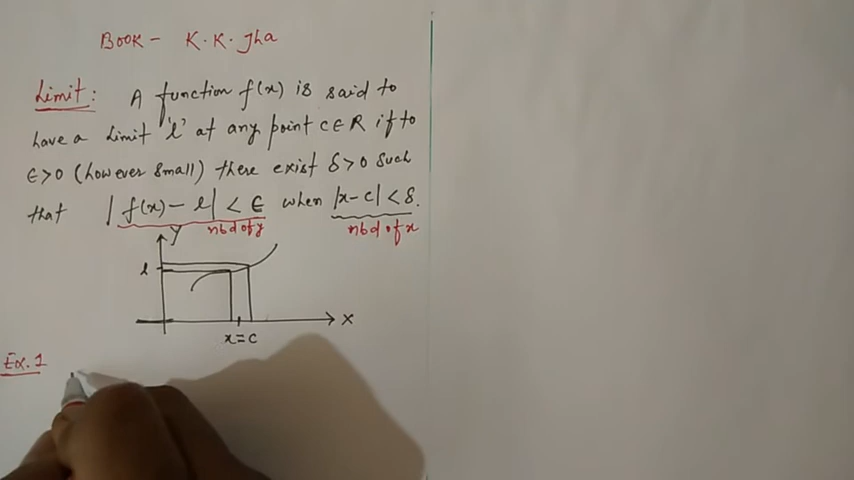 Book - K.K. Jha
Limit: A function f(x) is said to
have a limit 'l' at any point c∈R if to
∈>0 (however small) there exist δ>0 such
that |f(x) - l| < ∈ when |x-c| < δ.
nbd of y nbd of x
Y
l
X
x=c
Ex.1